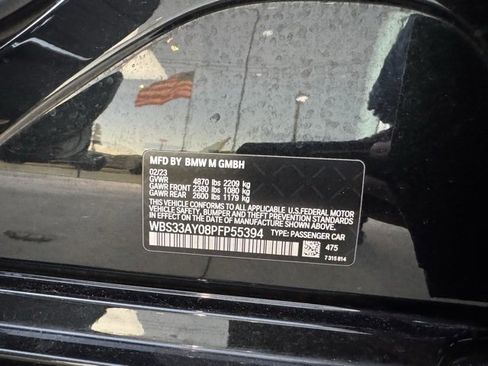 MFD BY BMW M GMBH
02/23
GVWR 4870 lbs 2209 kg
GAWR FRONT 2380 lbs 1080 kg
GAWR REAR 2600 lbs 1179 kg
THIS VEHICLE CONFORMS TO ALL APPLICABLE U.S.FEDERAL MOTOR
VEHICLE SAFETY, BUMPER, AND THEFT PREVENTION STANDARDS IN
EFFECT ON THE DATE OF MANUFACTURE SHOWN ABOVE.
WBS33AY08PFP55394 TYPE: PASSENGER CAR
475
7 315 814